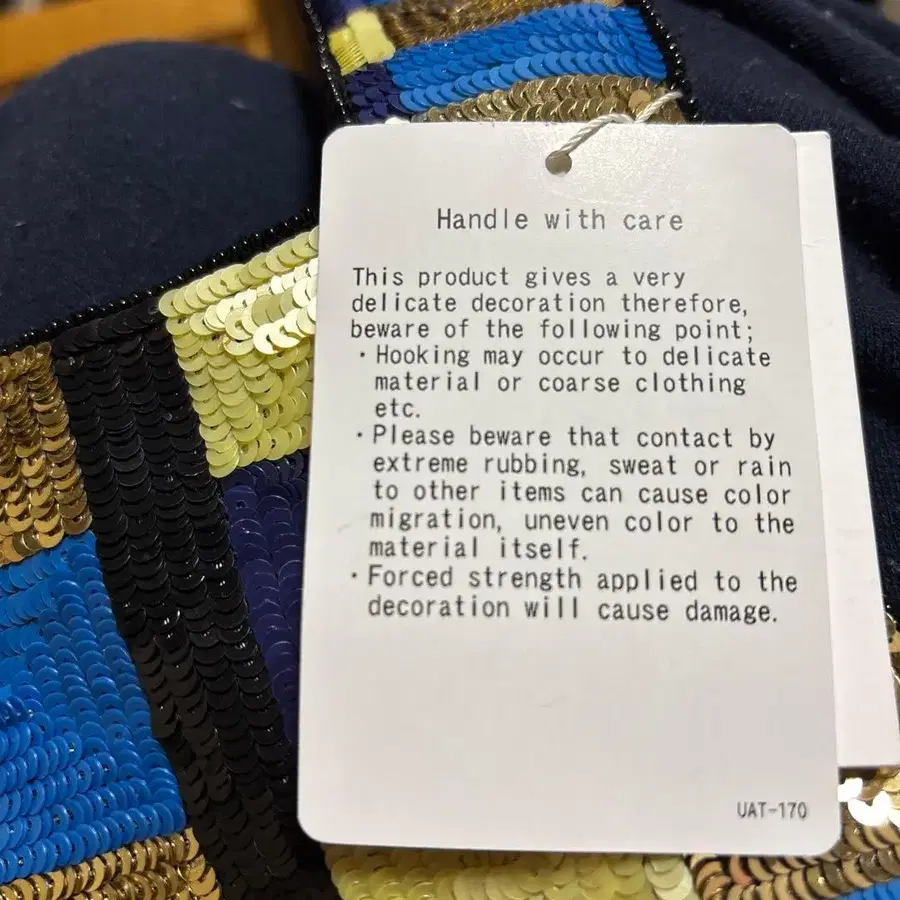 Handle with care
This product gives a very
delicate decoration therefore,
beware of the following point;
・Hooking may occur to delicate
material or coarse clothing
etc.
・Please beware that contact by
extreme rubbing, sweat or rain
to other items can cause color
migration, uneven color to the
material itself.
・Forced strength applied to the
decoration will cause damage.
UAT-170